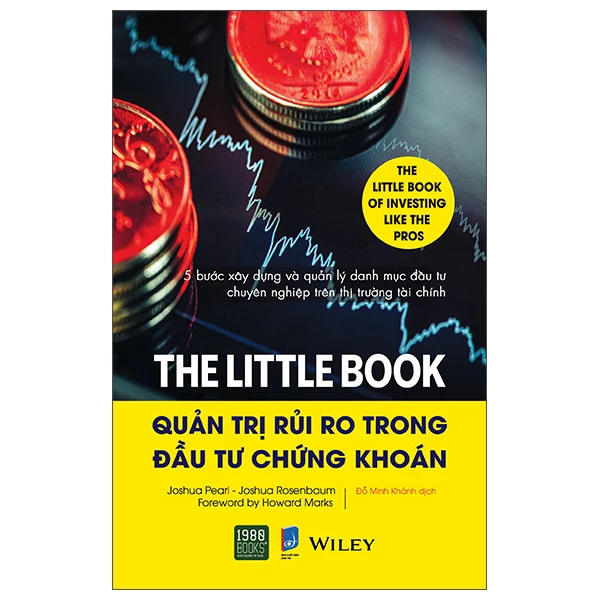 THE
LITTLE BOOK
OF INVESTING
LIKE THE
PROS
5 bước xây dựng và quản lý danh mục đầu tư
chuyên nghiệp trên thị trường tài chính
THE LITTLE BOOK
QUẢN TRỊ RỦI RO TRONG
ĐẦU TƯ CHỨNG KHOÁN
Joshua Pearl - Joshua Rosenbaum
Foreword by Howard Marks
Đỗ Minh Khánh dịch
1980
BOOKS
WILEY